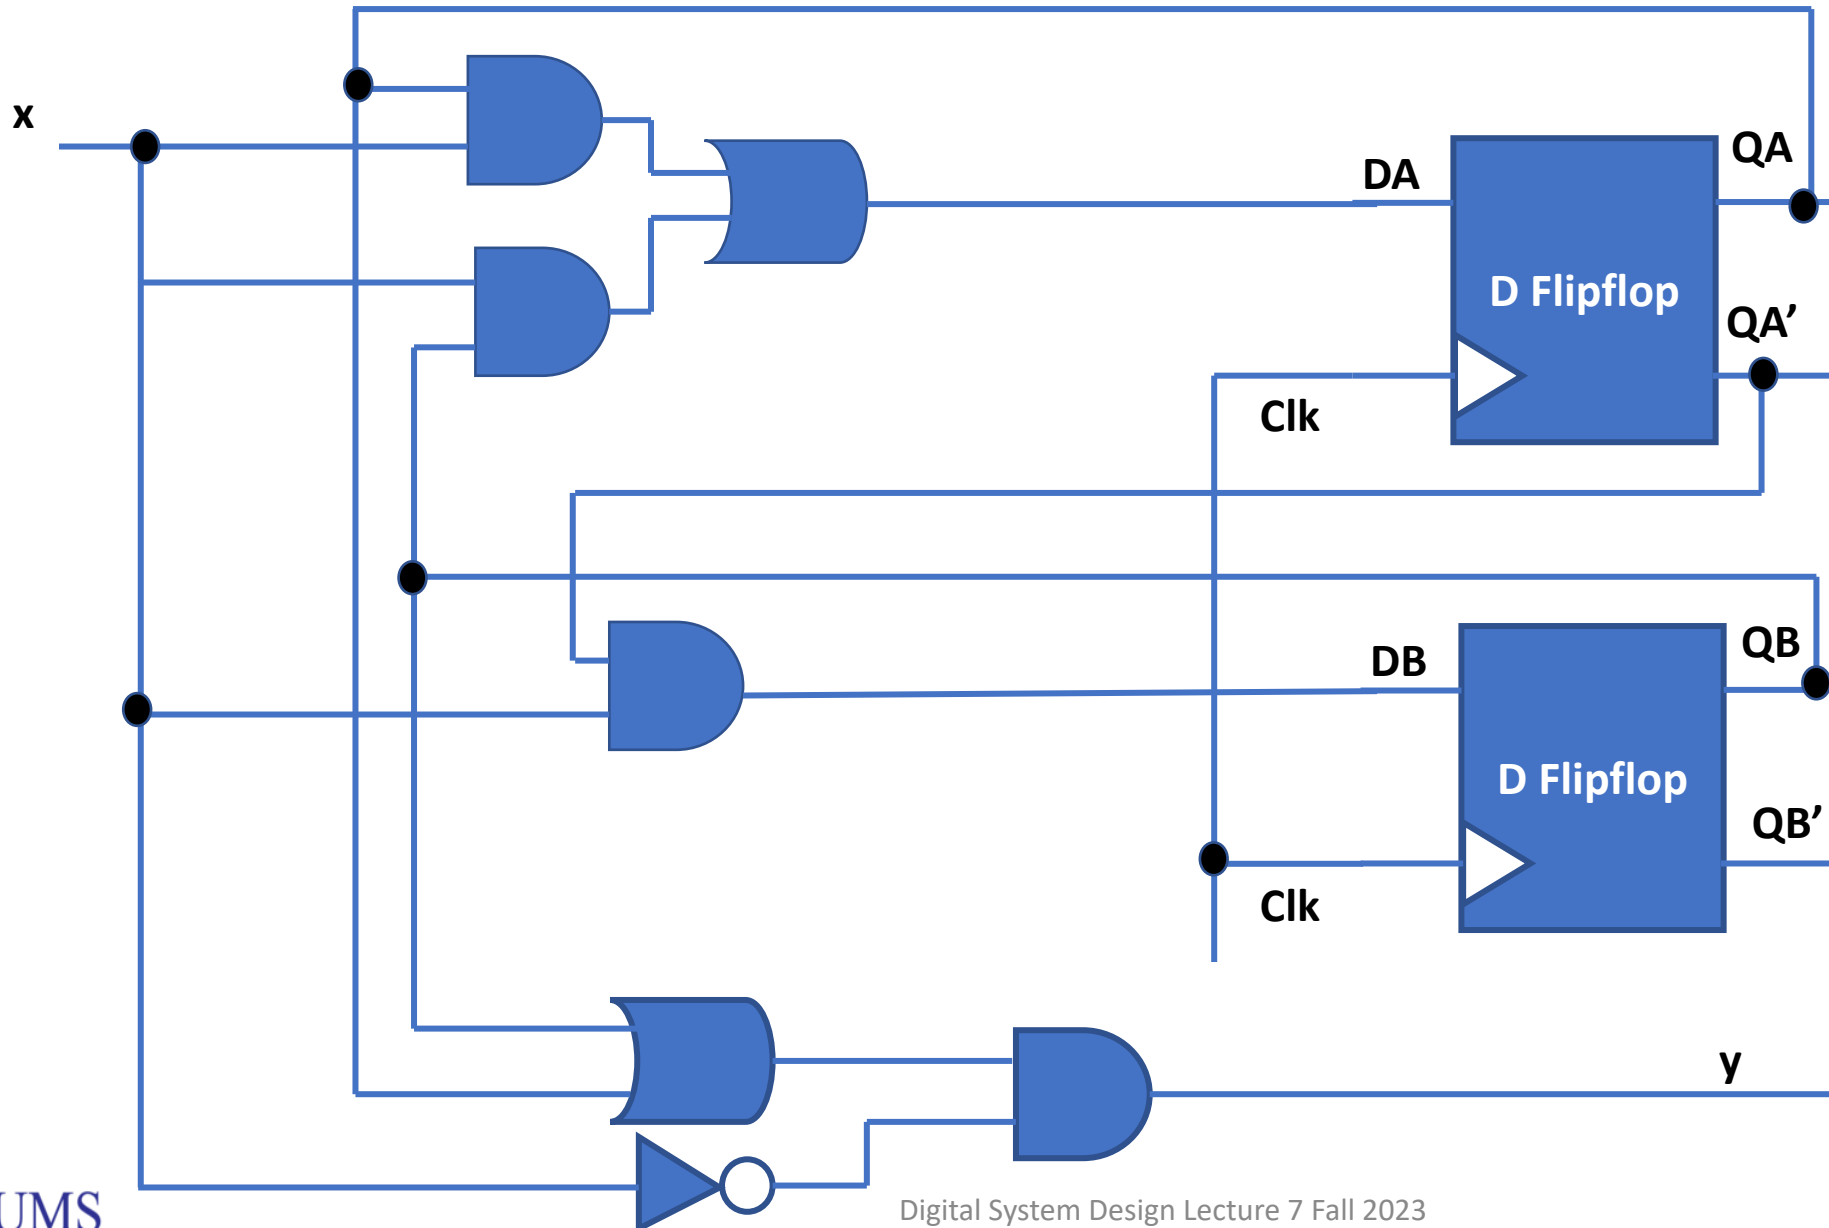 x
QA
DA
D Flipflop
QA’
Clk
QB
DB
D Flipflop
QB’
Clk
y
UMS
Digital System Design Lecture 7 Fall 2023